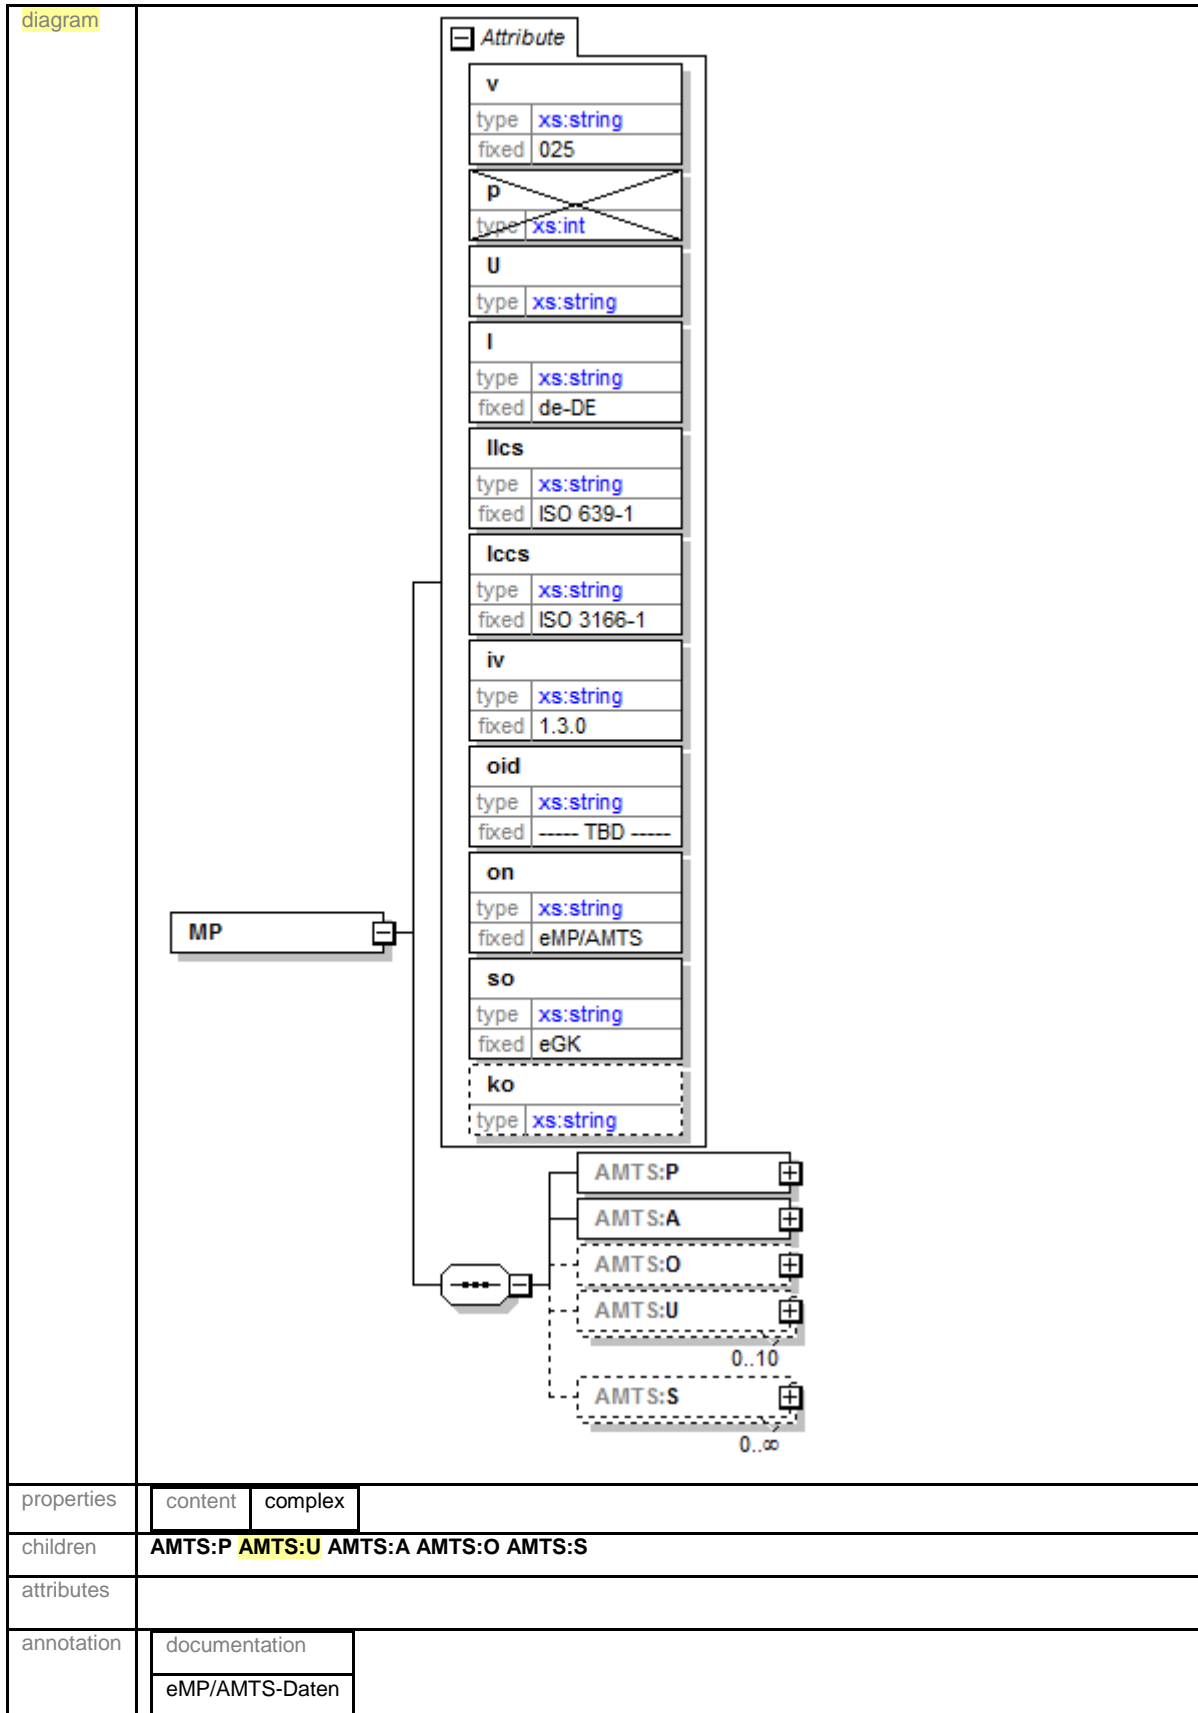 diagram
Attribute
v
type xs:string
fixed 025
p
type xs:int
U
type xs:string
l
type xs:string
fixed de-DE
llcs
type xs:string
fixed ISO 639-1
lccs
type xs:string
fixed ISO 3166-1
iv
type xs:string
fixed 1.3.0
oid
type xs:string
fixed ----- TBD -----
on
type xs:string
fixed eMP/AMTS
MP
so
type xs:string
fixed eGK
ko
type xs:string
AMTS:P
AMTS:A
AMTS:O
AMTS:U
0..10
AMTS:S
0..∞
properties content complex
children AMTS:P AMTS:U AMTS:A AMTS:O AMTS:S
attributes
annotation documentation
eMP/AMTS-Daten